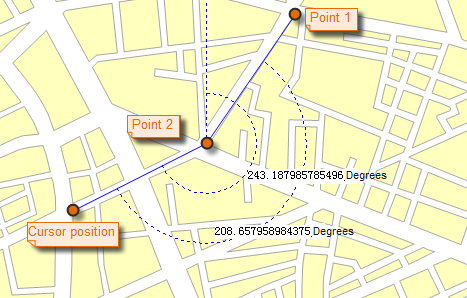 Point 1
Point 2
243.187985785496 Degrees
Cursor position
208.657958984375 Degrees